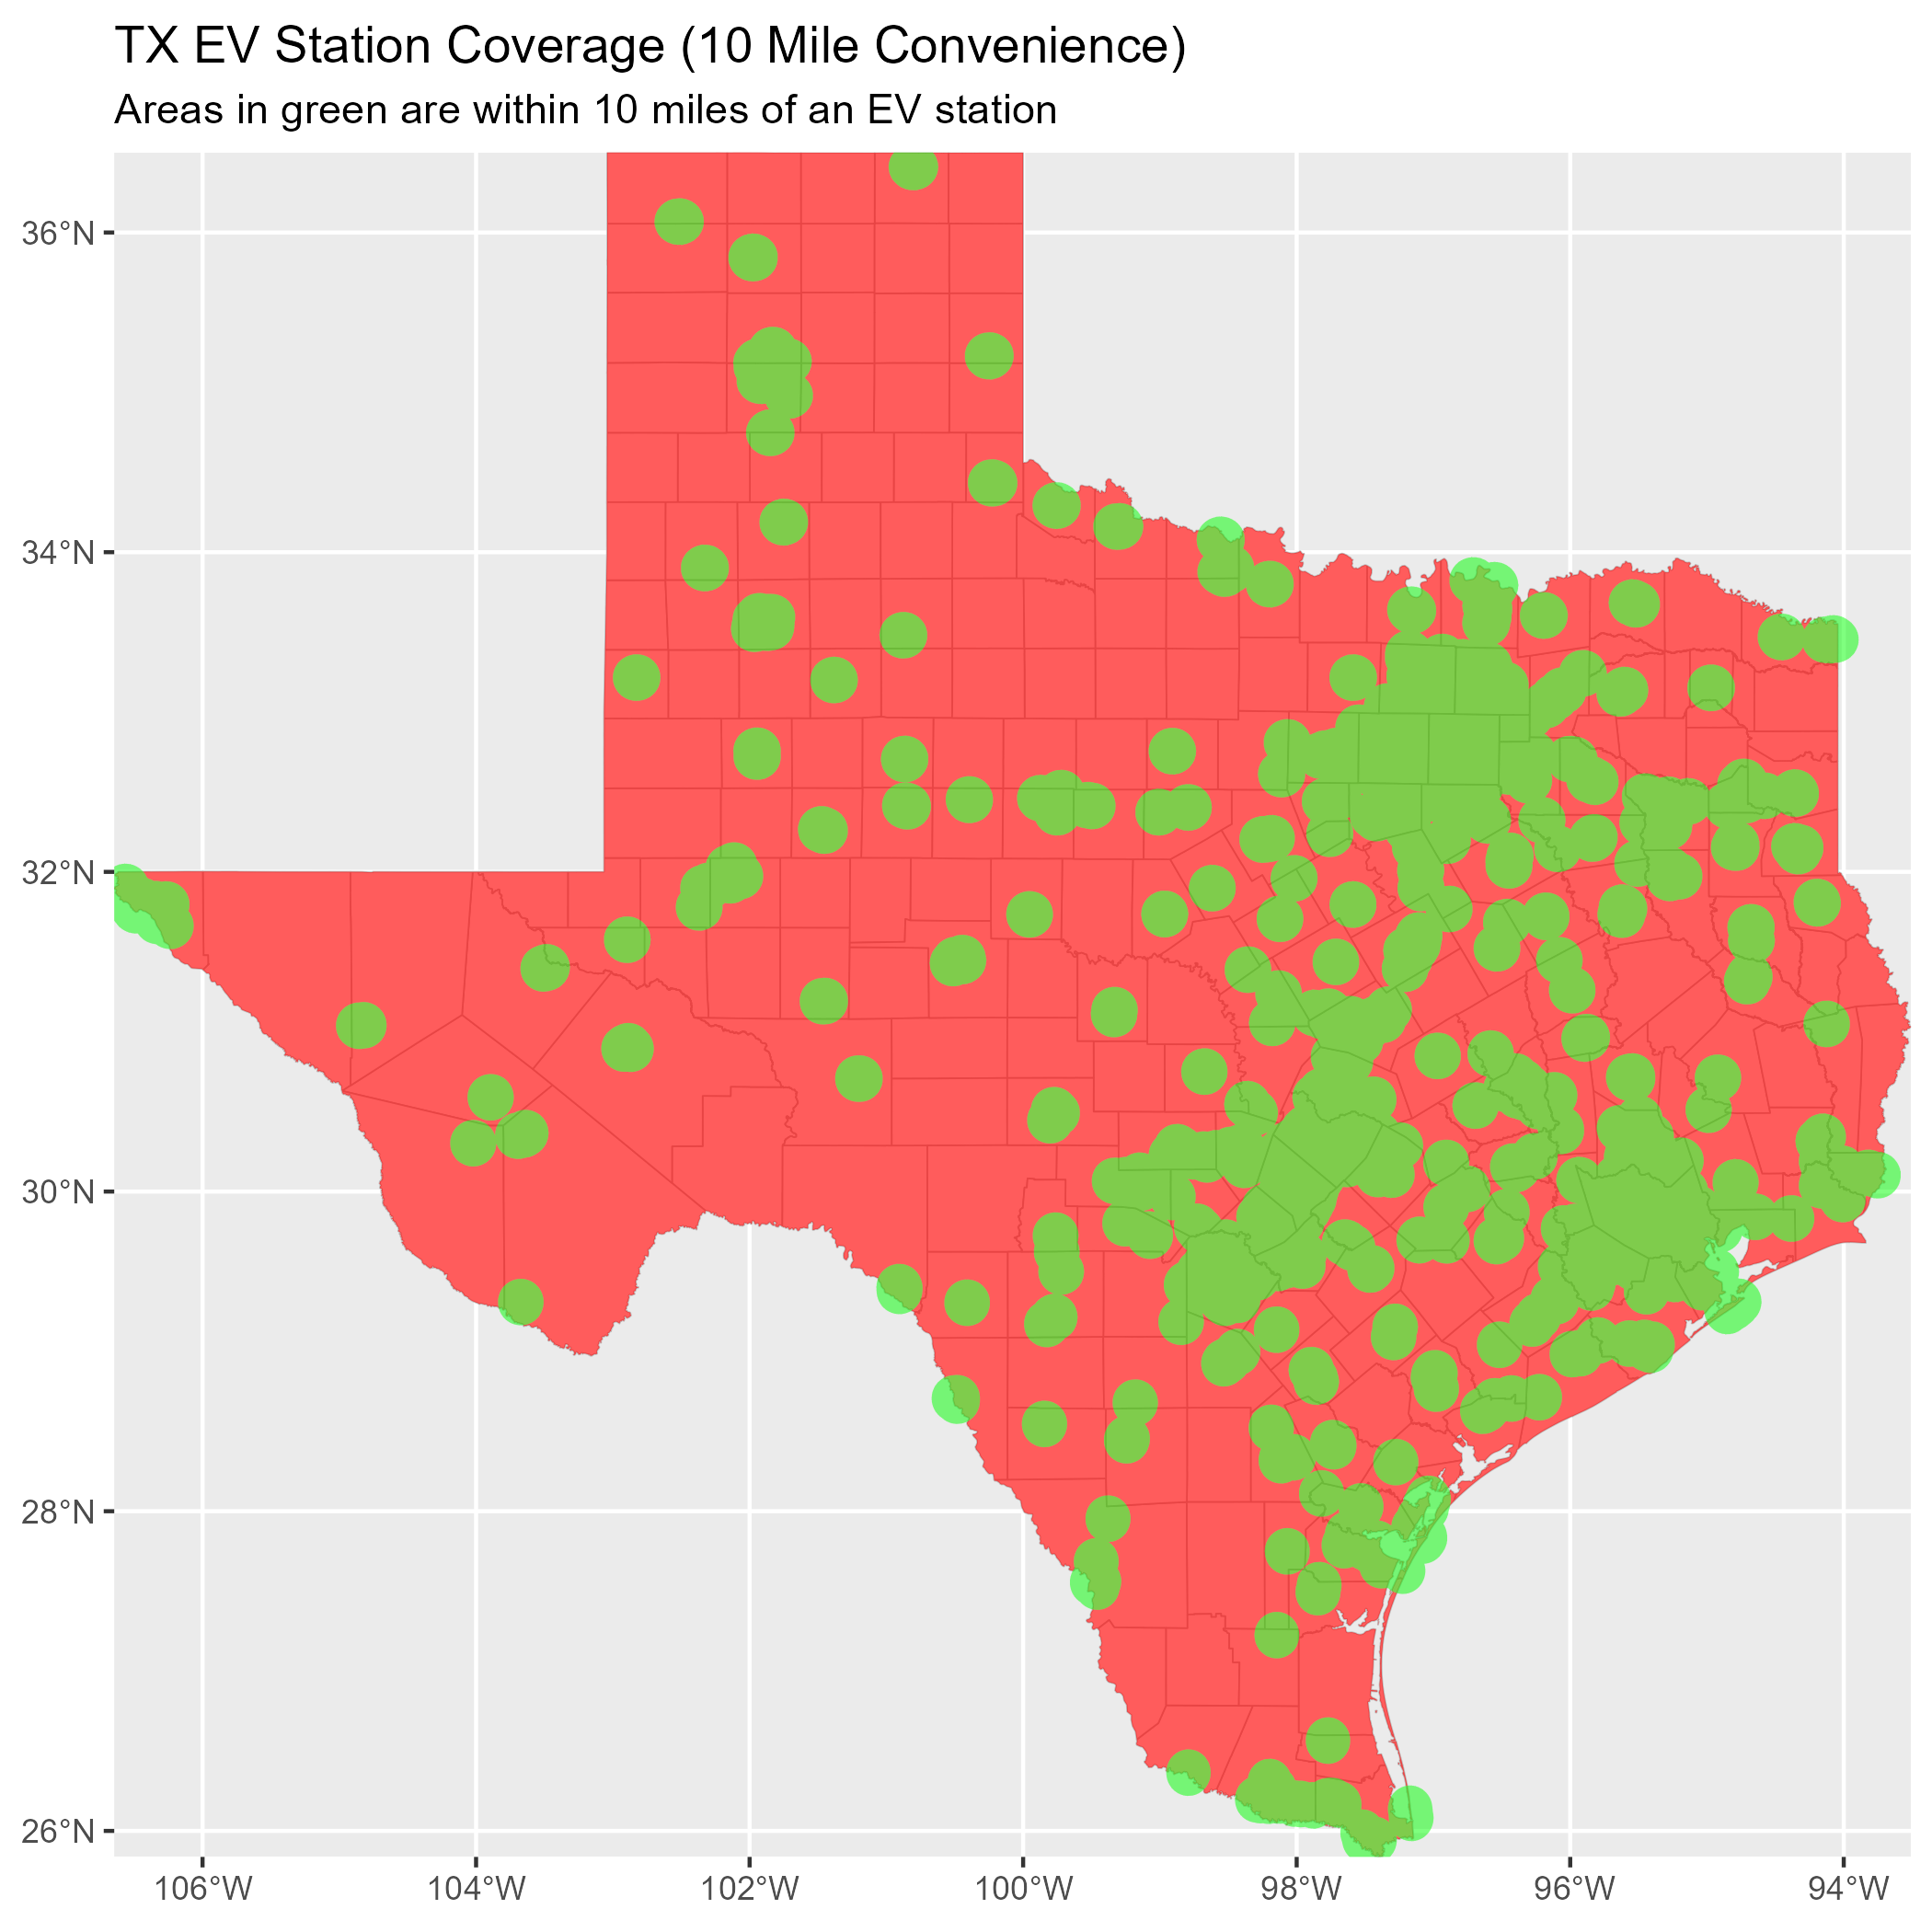 TX EV Station Coverage (10 Mile Convenience)
Areas in green are within 10 miles of an EV station
36°N
34°N
32°N
30°N
28°N
26°N
106°W
104°W
102°W
100°W
98°W
96°W
94°W